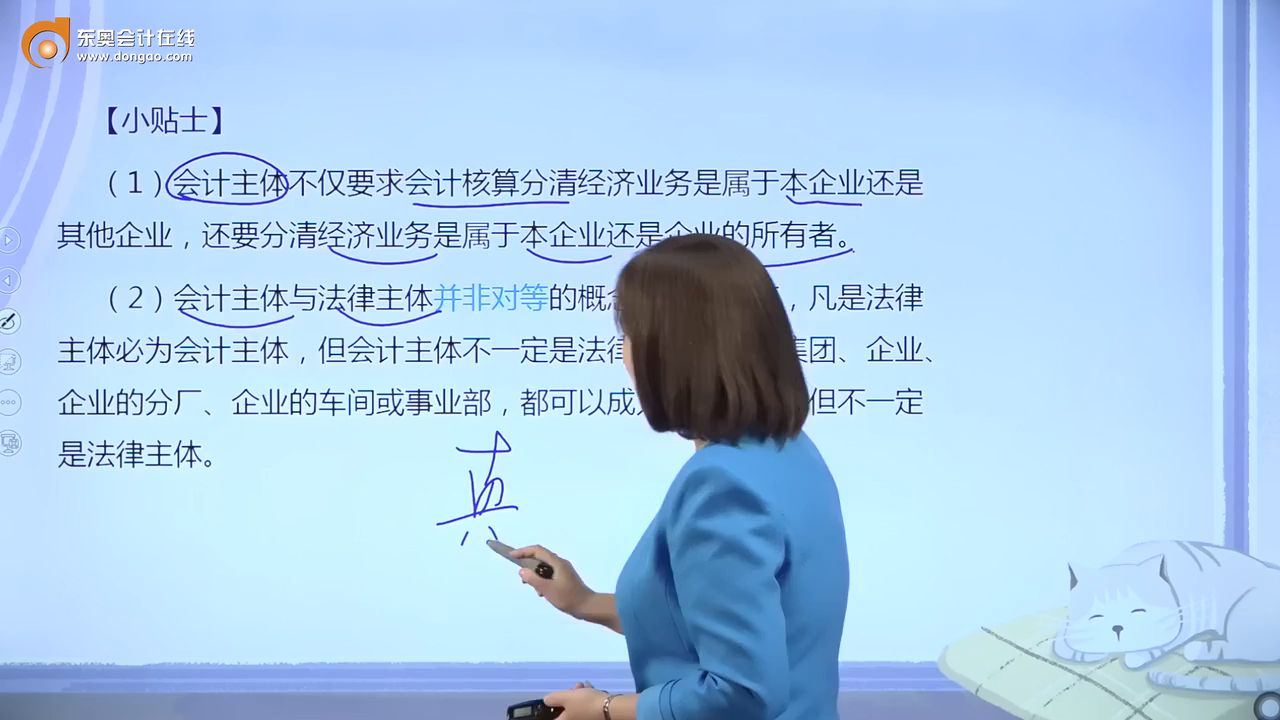 东奥会计在线
www.dongao.com
【小贴士】
（1）会计主体不仅要求会计核算分清经济业务是属于本企业还是
其他企业，还要分清经济业务是属于本企业还是企业的所有者。
（2）会计主体与法律主体并非对等的概念，凡是法律
主体必为会计主体，但会计主体不一定是法律集团、企业、
企业的分厂、企业的车间或事业部，都可以成但不一定
是法律主体。
真